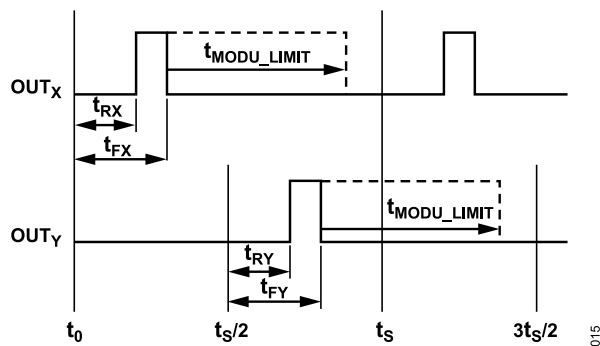 t_MODU_LIMIT
OUT_X
t_RX
t_FX
t_MODU_LIMIT
OUT_Y
t_RY
t_FY
t_0 t_S/2 t_S 3t_S/2
015